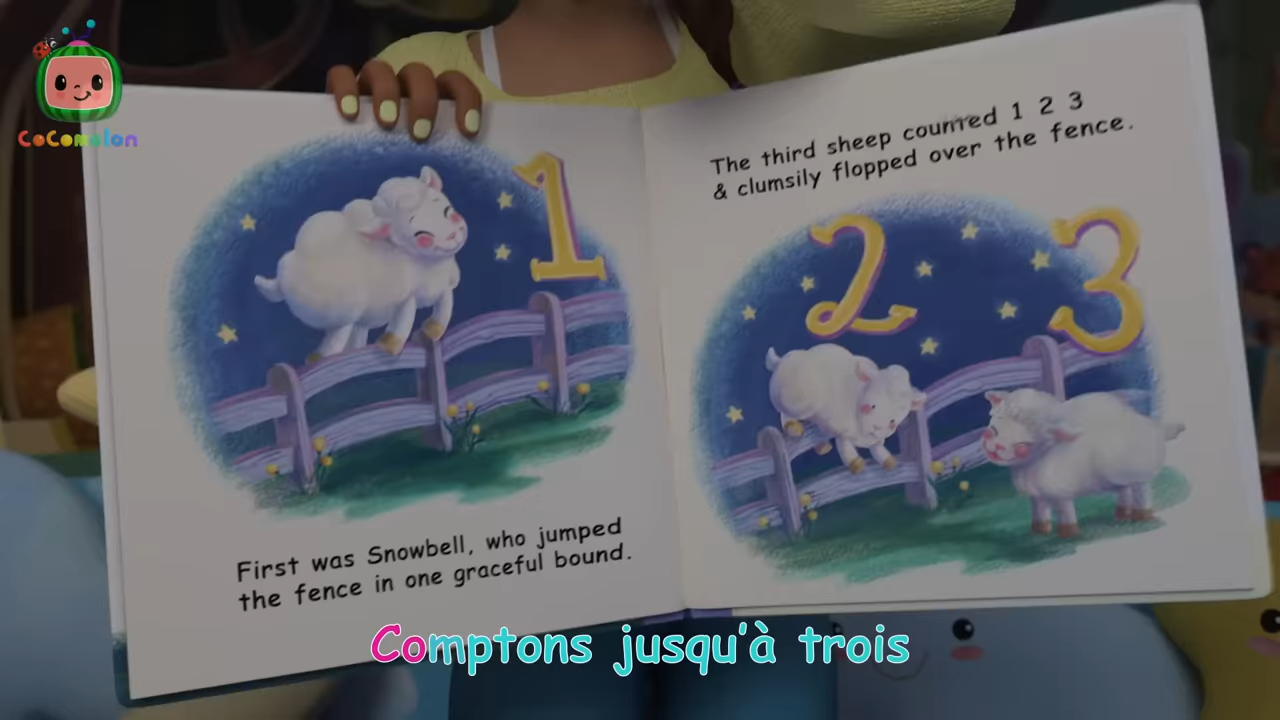 CoComelon
1
First was Snowbell, who jumped
the fence in one graceful bound.
The third sheep counted 1 2 3
& clumsily flopped over the fence.
2 3
Comptons jusqu'à trois